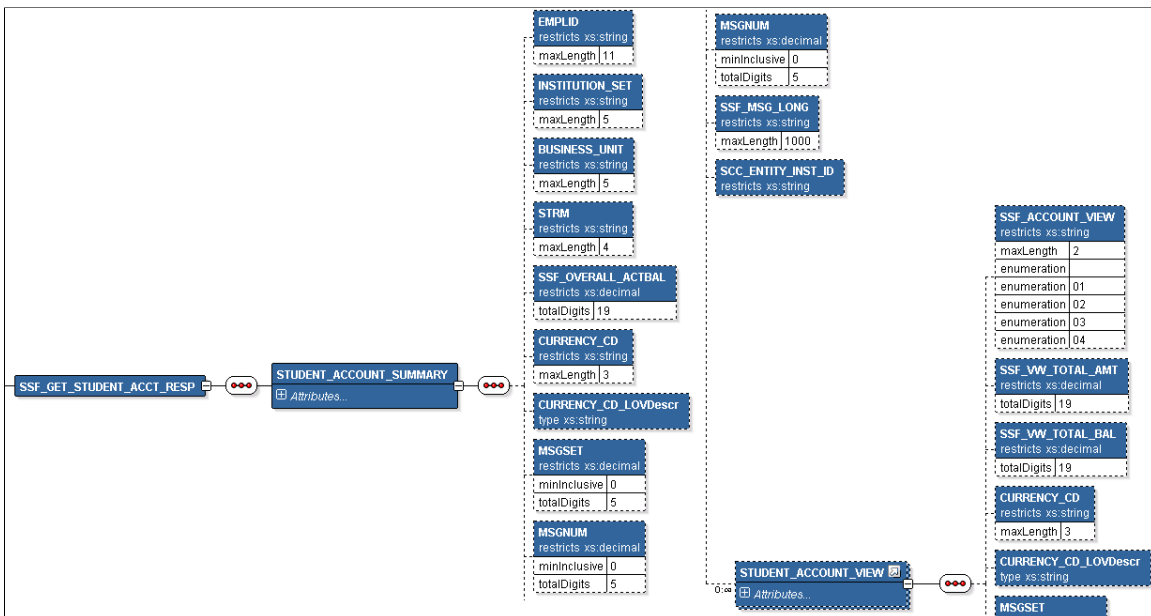 SSF_GET_STUDENT_ACCT_RESP
STUDENT_ACCOUNT_SUMMARY
Attributes...
EMPLID
restricts xs:string
maxLength 11
INSTITUTION_SET
restricts xs:string
maxLength 5
BUSINESS_UNIT
restricts xs:string
maxLength 5
STRM
restricts xs:string
maxLength 4
SSF_OVERALL_ACTBAL
restricts xs:decimal
totalDigits 19
CURRENCY_CD
restricts xs:string
maxLength 3
CURRENCY_CD_LOVDescr
type xs:string
MSGSET
restricts xs:decimal
minInclusive 0
totalDigits 5
MSGNUM
restricts xs:decimal
minInclusive 0
totalDigits 5
MSGNUM
restricts xs:decimal
minInclusive 0
totalDigits 5
SSF_MSG_LONG
restricts xs:string
maxLength 1000
SCC_ENTITY_INST_ID
restricts xs:string
STUDENT_ACCOUNT_VIEW
0:∞
Attributes...
SSF_ACCOUNT_VIEW
restricts xs:string
maxLength 2
enumeration
enumeration 01
enumeration 02
enumeration 03
enumeration 04
SSF_VW_TOTAL_AMT
restricts xs:decimal
totalDigits 19
SSF_VW_TOTAL_BAL
restricts xs:decimal
totalDigits 19
CURRENCY_CD
restricts xs:string
maxLength 3
CURRENCY_CD_LOVDescr
type xs:string
MSGSET